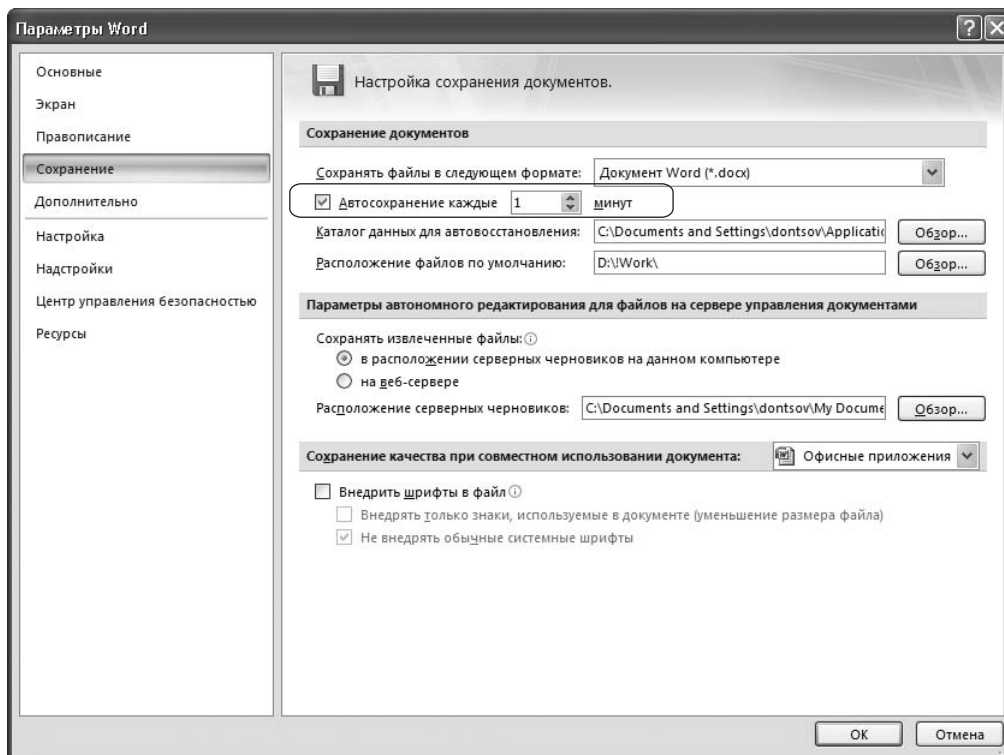 Параметры Word
Основные
Экран
Правописание
Сохранение
Дополнительно
Настройка
Надстройки
Центр управления безопасностью
Ресурсы
Настройка сохранения документов.
Сохранение документов
Сохранять файлы в следующем формате: Документ Word (*.docx)
Автосохранение каждые 1 минут
Каталог данных для автовосстановления: C:\Documents and Settings\dontsov\Applicatic Обзор...
Расположение файлов по умолчанию: D:\!Work\ Обзор...
Параметры автономного редактирования для файлов на сервере управления документами
Сохранять извлеченные файлы:
в расположении серверных черновиков на данном компьютере
на веб-сервере
Расположение серверных черновиков: C:\Documents and Settings\dontsov\My Docume Обзор...
Сохранение качества при совместном использовании документа: Офисные приложения
Внедрить шрифты в файл
Внедрять только знаки, используемые в документе (уменьшение размера файла)
Не внедрять обычные системные шрифты
ОК Отмена